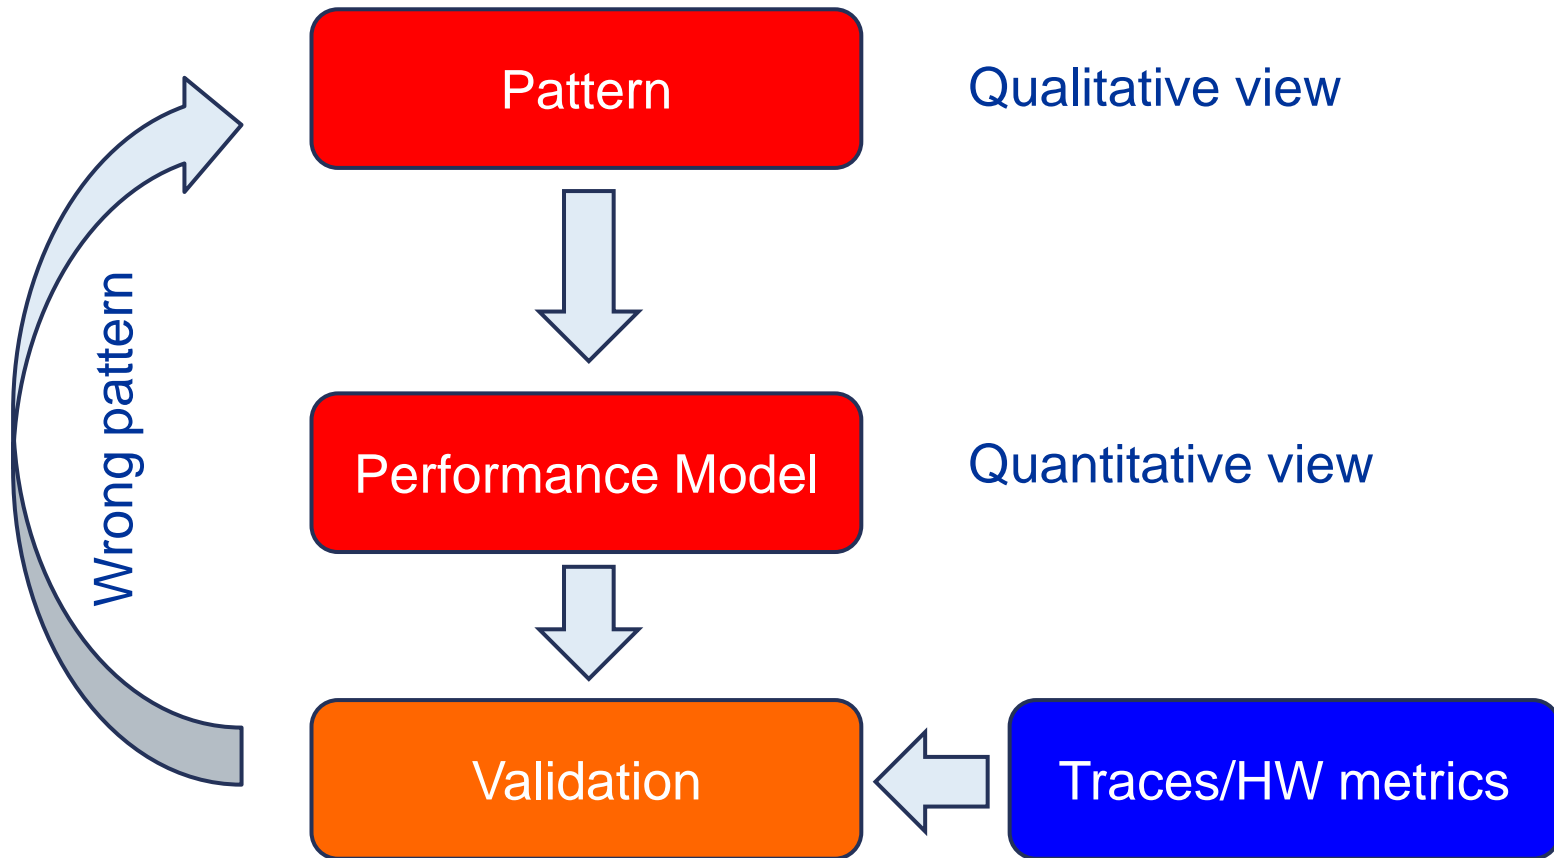 Pattern
Qualitative view
Wrong pattern
Performance Model
Quantitative view
Validation
Traces/HW metrics